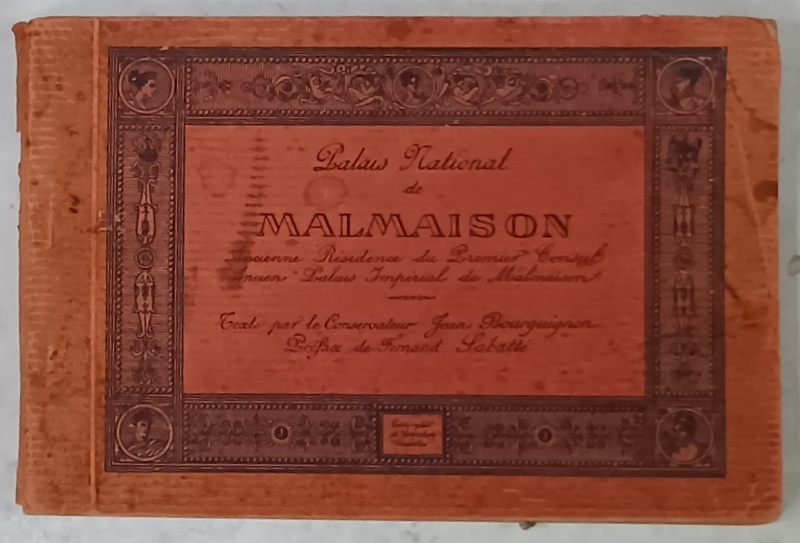 Palais National
de
MALMAISON
Ancienne Résidence du Premier Consul
Ancien Palais Impérial de Malmaison
Texte par le Conservateur Jean Bourguignon
Préface de Fernand Sabatté